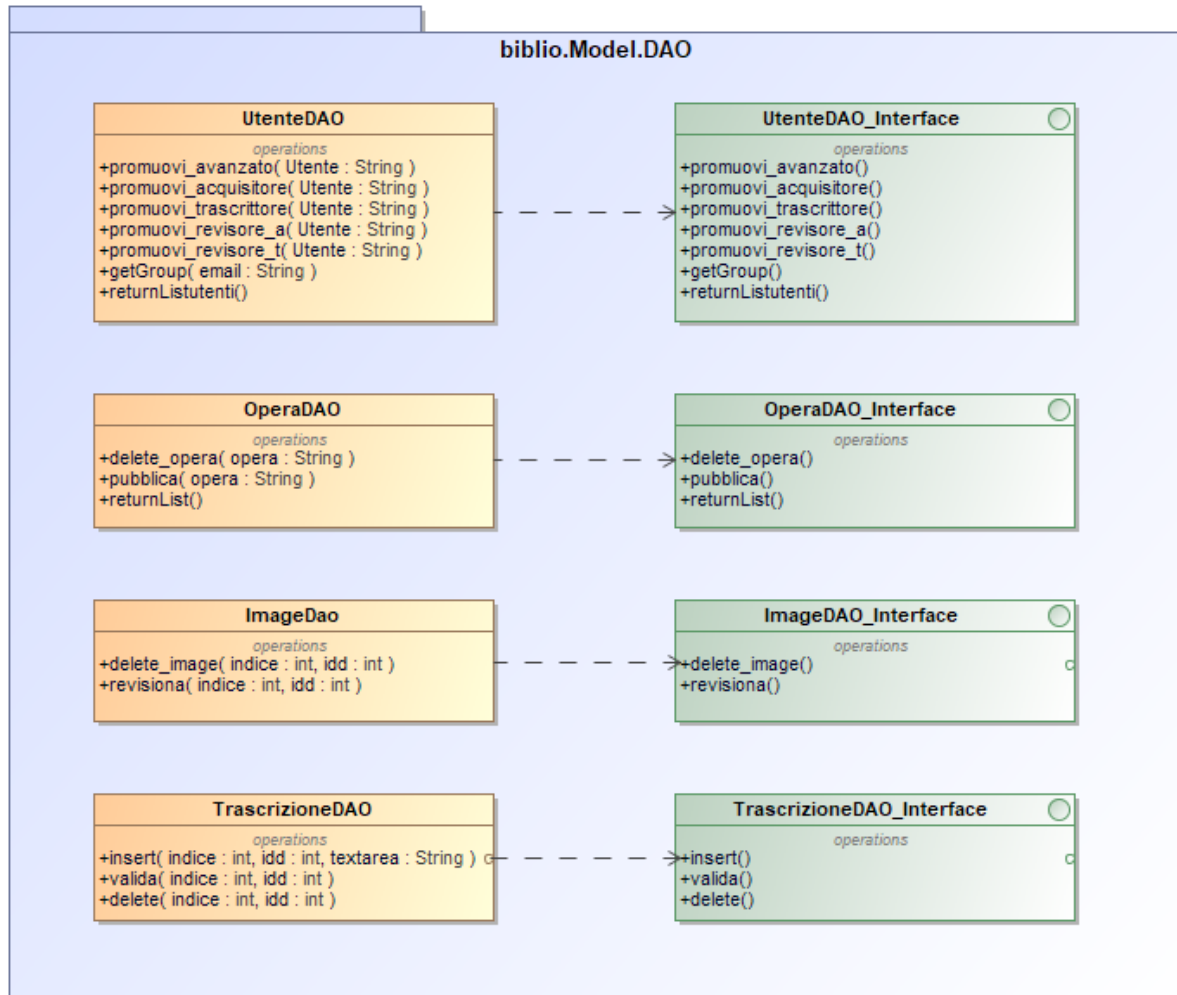 biblio.Model.DAO
UtenteDAO
operations
+promuovi_avanzato( Utente : String )
+promuovi_acquisitore( Utente : String )
+promuovi_trascrittore( Utente : String )
+promuovi_revisore_a( Utente : String )
+promuovi_revisore_t( Utente : String )
+getGroup( email : String )
+returnListutenti()
UtenteDAO_Interface
operations
+promuovi_avanzato()
+promuovi_acquisitore()
+promuovi_trascrittore()
+promuovi_revisore_a()
+promuovi_revisore_t()
+getGroup()
+returnListutenti()
OperaDAO
operations
+delete_opera( opera : String )
+pubblica( opera : String )
+returnList()
OperaDAO_Interface
operations
+delete_opera()
+pubblica()
+returnList()
ImageDao
operations
+delete_image( indice : int, idd : int )
+revisiona( indice : int, idd : int )
ImageDAO_Interface
operations
+delete_image()
+revisiona()
TrascrizioneDAO
operations
+insert( indice : int, idd : int, textarea : String )
+valida( indice : int, idd : int )
+delete( indice : int, idd : int )
TrascrizioneDAO_Interface
operations
+insert()
+valida()
+delete()